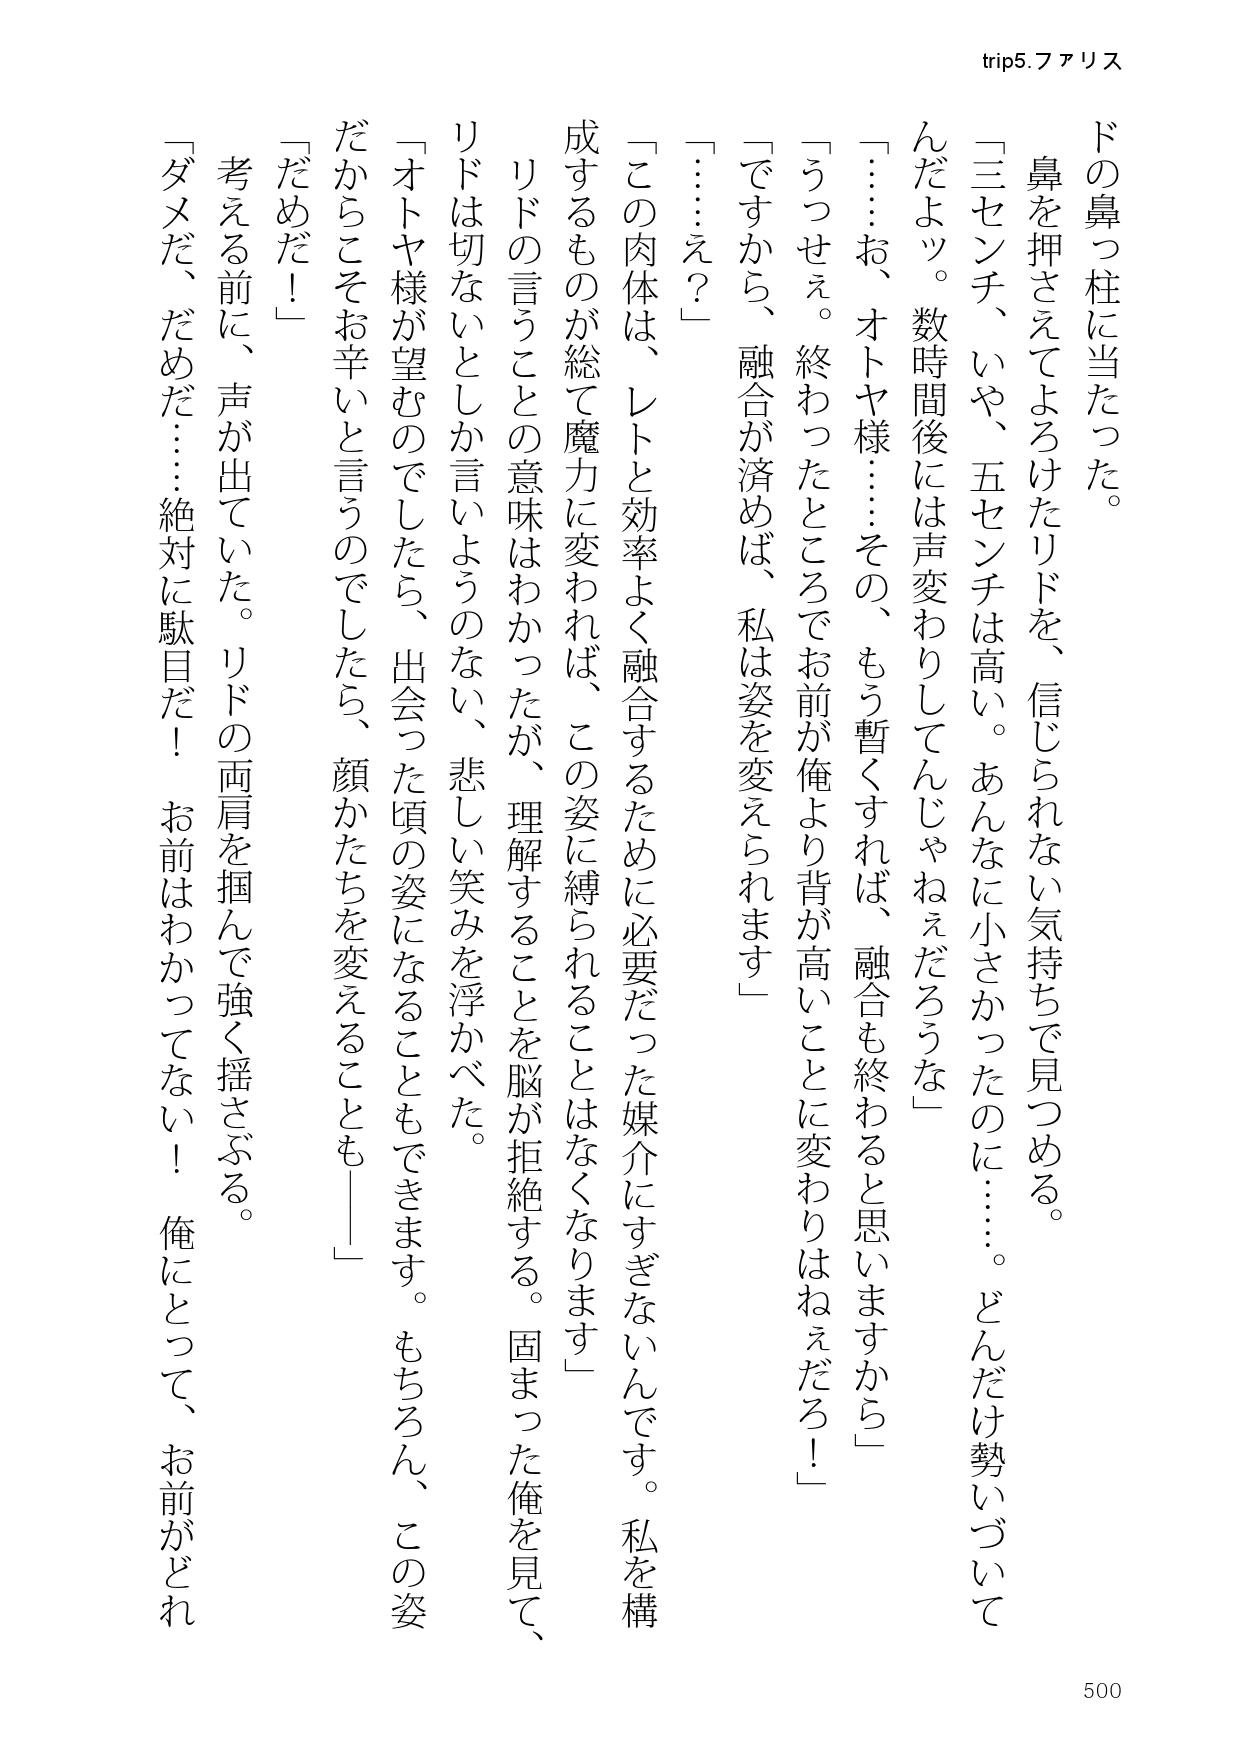 trip5.ファリス
ドの鼻っ柱に当たった。
　鼻を押さえてよろけたリドを、信じられない気持ちで見つめる。
「三センチ、いや、五センチは高い。あんなに小さかったのに……。どんだけ勢いづいて
んだよッ。数時間後には声変わりしてんじゃねぇだろうな」
「……お、オトヤ様……その、もう暫くすれば、融合も終わると思いますから」
「うっせぇ。終わったところでお前が俺より背が高いことに変わりはねぇだろ！」
「ですから、融合が済めば、私は姿を変えられます」
「……え？」
「この肉体は、レトと効率よく融合するために必要だった媒介にすぎないんです。私を構
成するものが総て魔力に変われば、この姿に縛られることはなくなります」
　リドの言うことの意味はわかったが、理解することを脳が拒絶する。固まった俺を見て、
リドは切ないとしか言いようのない、悲しい笑みを浮かべた。
「オトヤ様が望むのでしたら、出会った頃の姿になることもできます。もちろん、この姿
だからこそお辛いと言うのでしたら、顔かたちを変えることも――」
「だめだ！」
　考える前に、声が出ていた。リドの両肩を掴んで強く揺さぶる。
「ダメだ、だめだ……絶対に駄目だ！　お前はわかってない！　俺にとって、お前がどれ
500